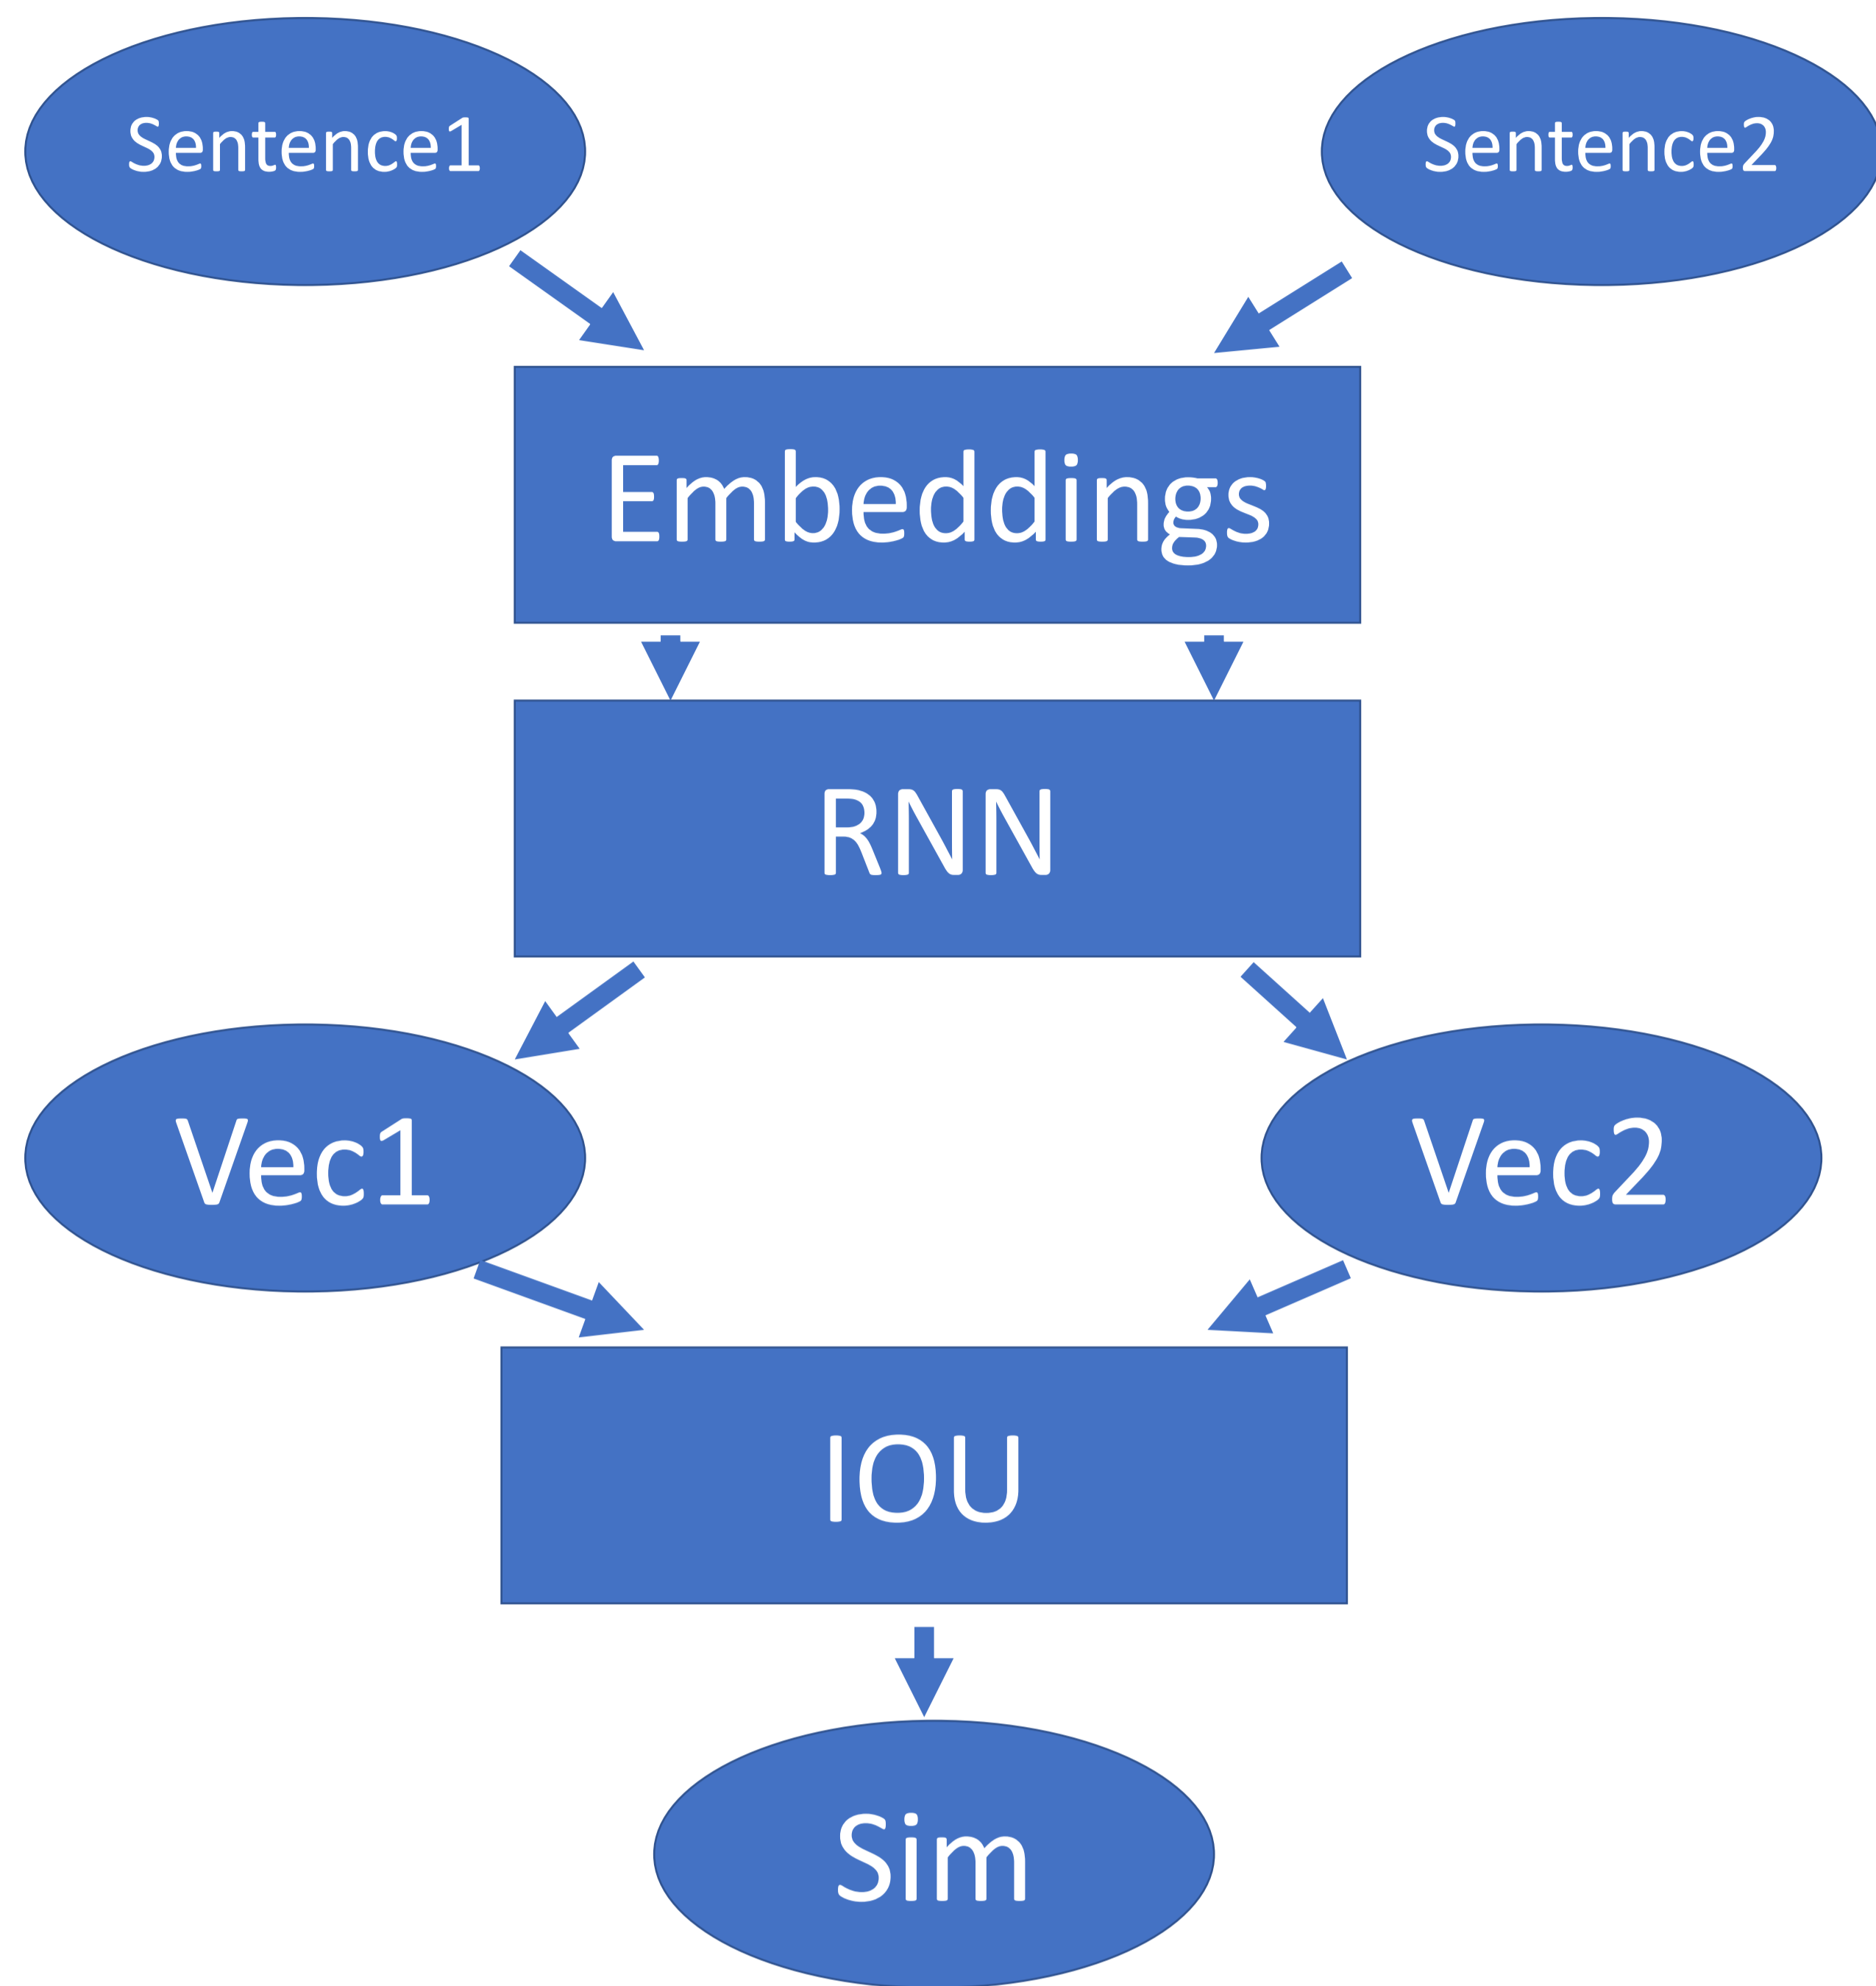 Sentence1
Sentence2
Embeddings
RNN
Vec1
Vec2
IOU
Sim